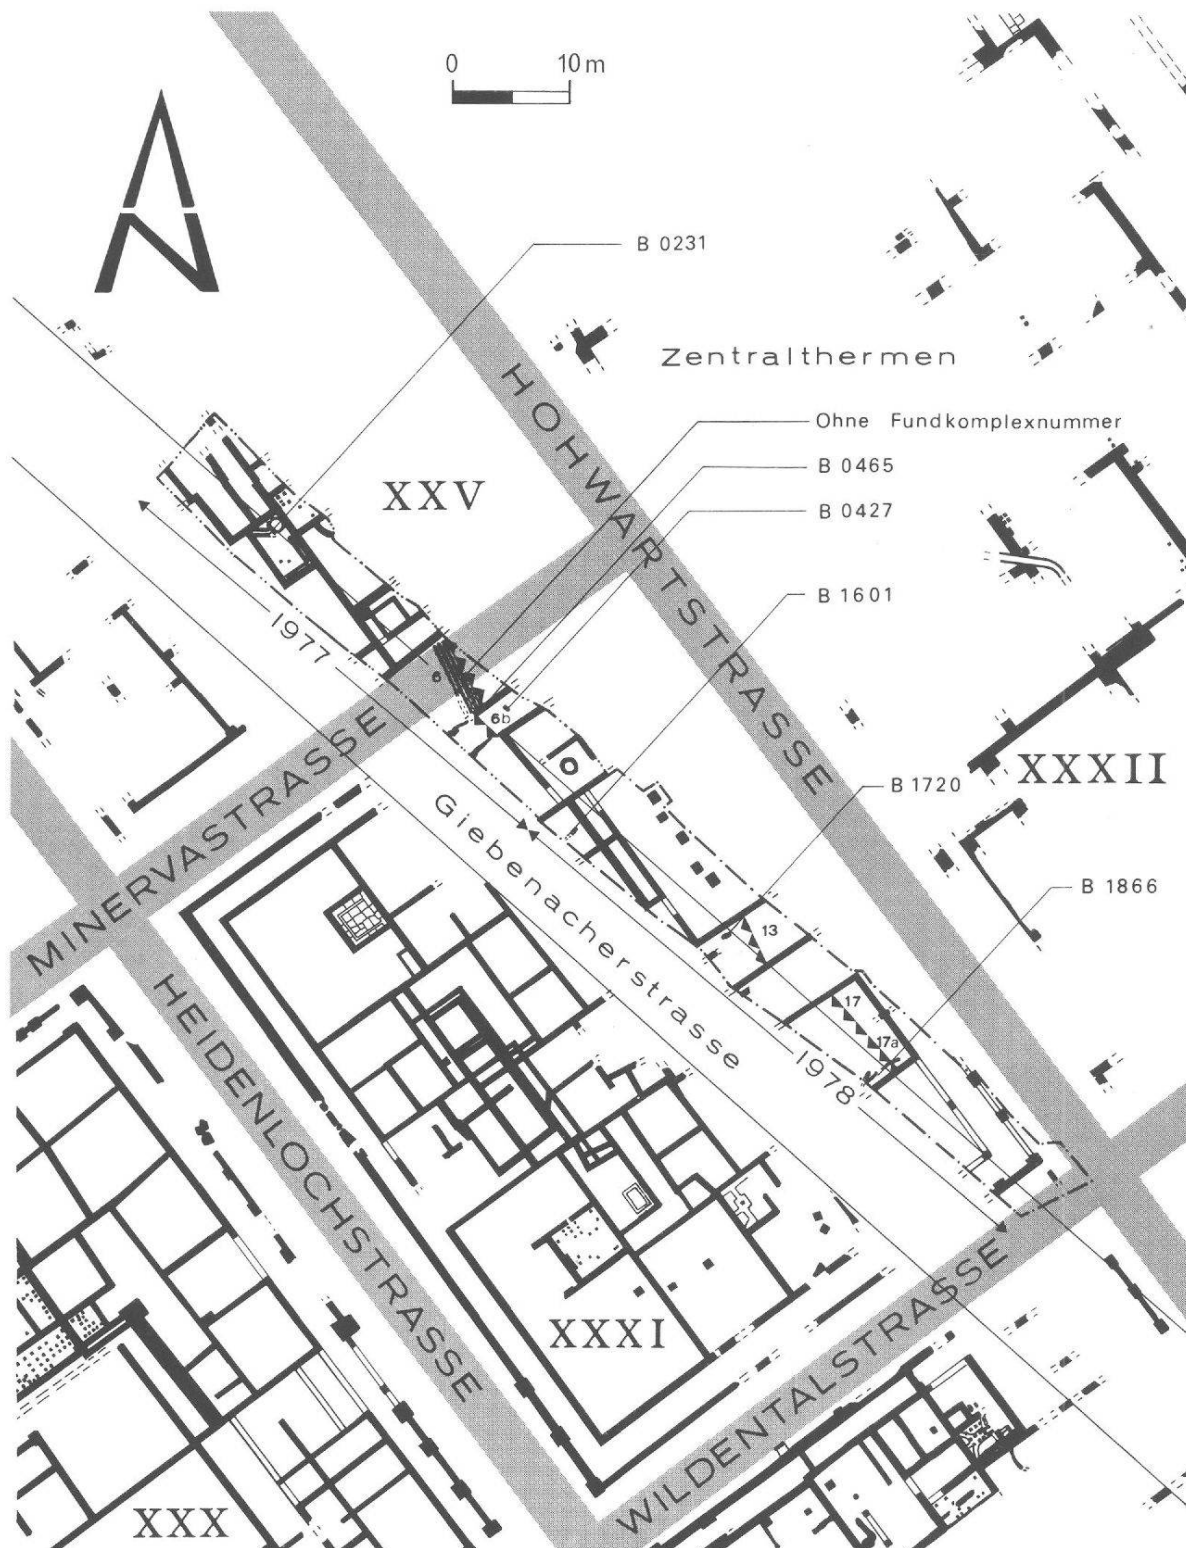 0 10 m
N
B 0231
Zentralthermen
HOHWARTSTRASSE
Ohne Fundkomplexnummer
B 0465
XXV
B 0427
B 1601
1977
6
6b
MINERVASTRASSE
XXXII
Giebenacherstrasse
B 1720
B 1866
13
17
17a
1978
HEIDENLOCHSTRASSE
XXXI
WILDENTALSTRASSE
XXX